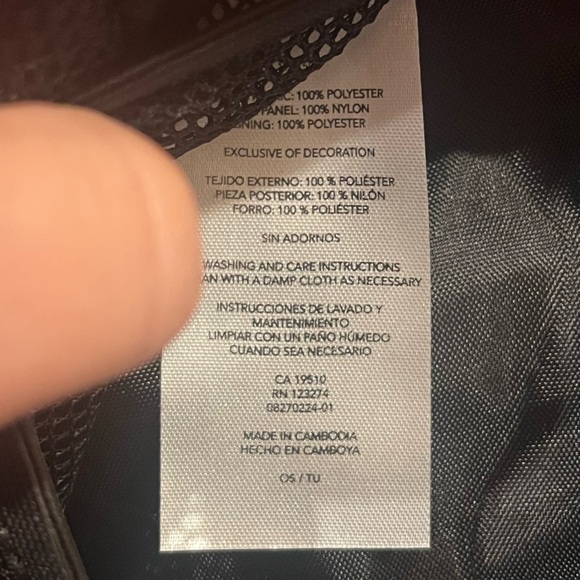 100% POLYESTER
PANEL: 100% NYLON
NING: 100% POLYESTER
EXCLUSIVE OF DECORATION
TEJIDO EXTERNO: 100 % POLIÉSTER
PIEZA POSTERIOR: 100 % NILÓN
FORRO: 100 % POLIÉSTER
SIN ADORNOS
WASHING AND CARE INSTRUCTIONS
AN WITH A DAMP CLOTH AS NECESSARY
INSTRUCCIONES DE LAVADO Y
MANTENIMIENTO
LIMPIAR CON UN PAÑO HÚMEDO
CUANDO SEA NECESARIO
CA 19510
RN 123274
08270224-01
MADE IN CAMBODIA
HECHO EN CAMBOYA
OS / TU